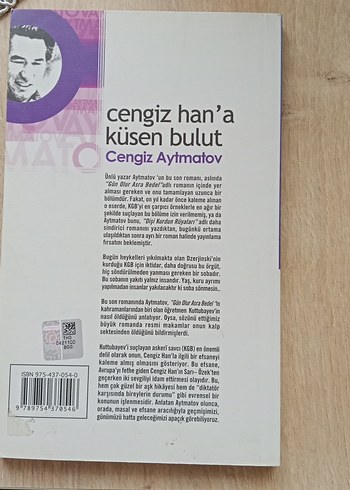 cengiz han'a
küsen bulut
Cengiz Aytmatov
Ünlü yazar Aytmatov 'un bu son romanı, aslında
"Gün Olur Asra Bedel" adlı romanın içinde yer
alması gereken ve onu tamamlayan uzunca bir
bölümdür. Fakat, on yıl kadar önce kaleme alınan
o eserde, KGB'yi en çarpıcı örneklerle en ağır bir
şekilde suçlayan bu bölüme izin verilmemiş, ya da
Aytmatov bunu, "Dişi Kurdun Rüyaları" adlı daha
sindirici romanını yazdıktan, bugünkü ortama
ulaşıldıktan sonra ayrı bir roman halinde yayınlama
fırsatını beklemiştir.
Bugün heykelleri yıkılmakta olan Dzerjinski'nin
kurduğu KGB için iktidar, daha doğrusu bu örgüt,
hiç söndürülmeden yanması gereken bir sobadır.
Bu sobanın yakıtı yalnız insandır. Yaş, kuru ayrımı
yapılmadan insanlar yakılacaktır ki soba sönmesin..
Bu son romanında Aytmatov, "Gün Olur Asra Bedel "in
kahramanlarından biri olan öğretmen Kuttubayev'in
nasıl öldüğünü anlatıyor. Oysa, sözünü ettiğimiz
büyük romanda resmi makamlar onun kalp
sektesinden öldüğünü bildirmişlerdi.
Kuttubayev'i suçlayan askerî savcı (KGB) en önemli
delil olarak onun, Cengiz Han'la ilgili bir efsaneyi
kaleme almış olmasını gösteriyor. Bu efsane,
Avrupa'yı fethe giden Cengiz Han'ın Sarı- Özek'ten
geçerken iki sevgiliyi idam ettirmesi olayıdır. Bu,
hem çok güzel bir aşk hikâyesi hem de "diktatör
karşısında bireylerin durumu" gibi evrensel bir
konunun işlenmesidir. Anlatan Aytmatov olunca,
orada, masal ve efsane aracılığıyla geçmişimizi,
günümüzü hatta geleceğimizi apaçık görebiliyoruz.
ISBN 975-437-054-0
9 789754 370546